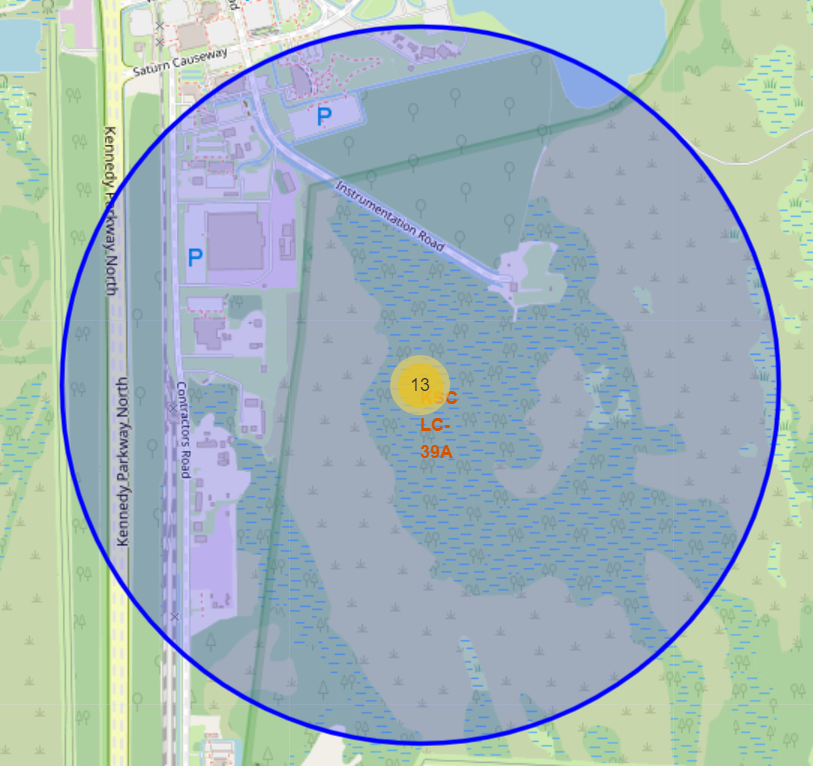 Saturn Causeway
P
Kennedy Parkway North
Instrumentation Road
P
13
KSC
LC-
39A
Contractors Road
Kennedy Parkway North